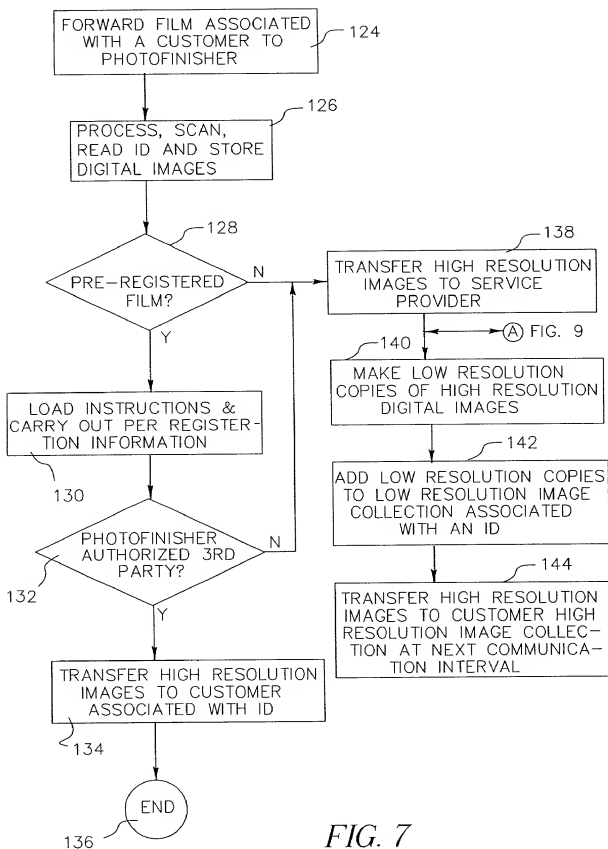 FORWARD FILM ASSOCIATED
WITH A CUSTOMER TO
PHOTOFINISHER
124
126
PROCESS, SCAN,
READ ID AND STORE
DIGITAL IMAGES
128
PRE-REGISTERED
FILM?
N
Y
LOAD INSTRUCTIONS &
CARRY OUT PER REGISTER-
TION INFORMATION
130
PHOTOFINISHER
AUTHORIZED 3RD
PARTY?
132
N
Y
TRANSFER HIGH RESOLUTION
IMAGES TO CUSTOMER
ASSOCIATED WITH ID
134
END
136
138
TRANSFER HIGH RESOLUTION
IMAGES TO SERVICE
PROVIDER
A FIG. 9
140
MAKE LOW RESOLUTION
COPIES OF HIGH RESOLUTION
DIGITAL IMAGES
142
ADD LOW RESOLUTION COPIES
TO LOW RESOLUTION IMAGE
COLLECTION ASSOCIATED
WITH AN ID
144
TRANSFER HIGH RESOLUTION
IMAGES TO CUSTOMER HIGH
RESOLUTION IMAGE COLLEC-
TION AT NEXT COMMUNICA-
TION INTERVAL
FIG. 7